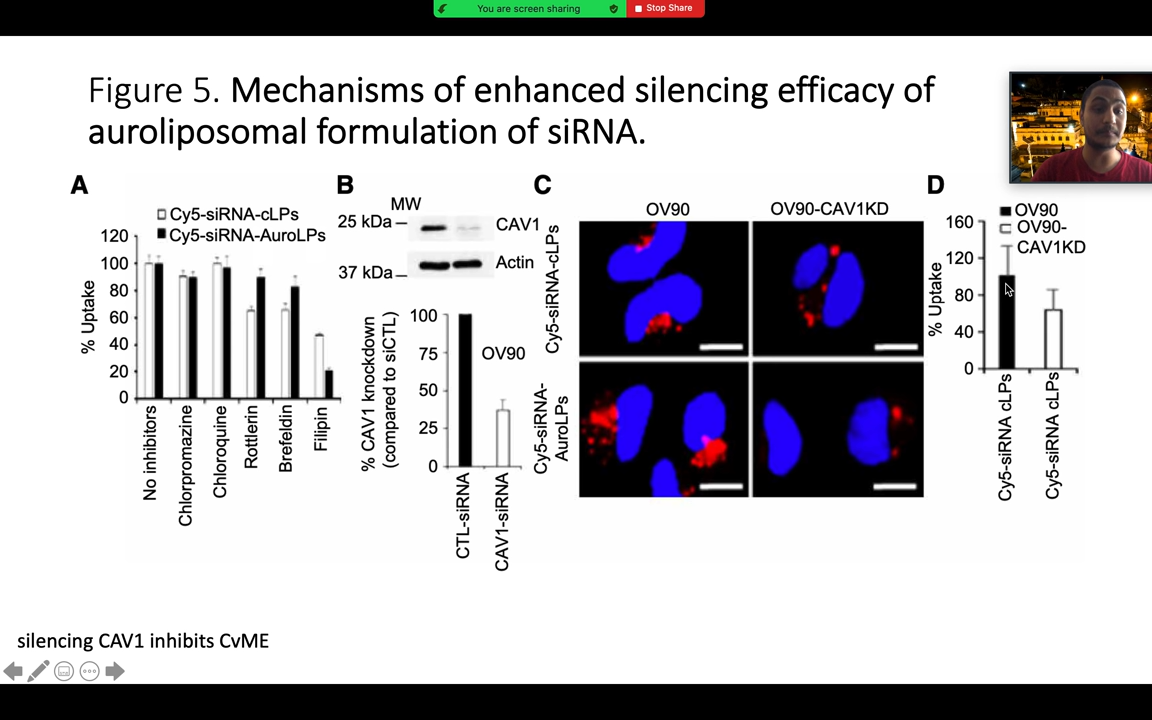 You are screen sharing
Stop Share
Figure 5. Mechanisms of enhanced silencing efficacy of
auroliposomal formulation of siRNA.
A
Cy5-siRNA-cLPs
Cy5-siRNA-AuroLPs
% Uptake
120
100
80
60
40
20
0
No inhibitors
Chlorpromazine
Chloroquine
Rottlerin
Brefeldin
Filipin
B
MW
25 kDa
CAV1
37 kDa
Actin
% CAV1 knockdown
(compared to siCTL)
100
75
50
25
0
OV90
CTL-siRNA
CAV1-siRNA
C
OV90
OV90-CAV1KD
Cy5-siRNA-cLPs
Cy5-siRNA-
AuroLPs
D
OV90
OV90-
CAV1KD
% Uptake
160
120
80
40
0
Cy5-siRNA cLPs
Cy5-siRNA cLPs
silencing CAV1 inhibits CvME